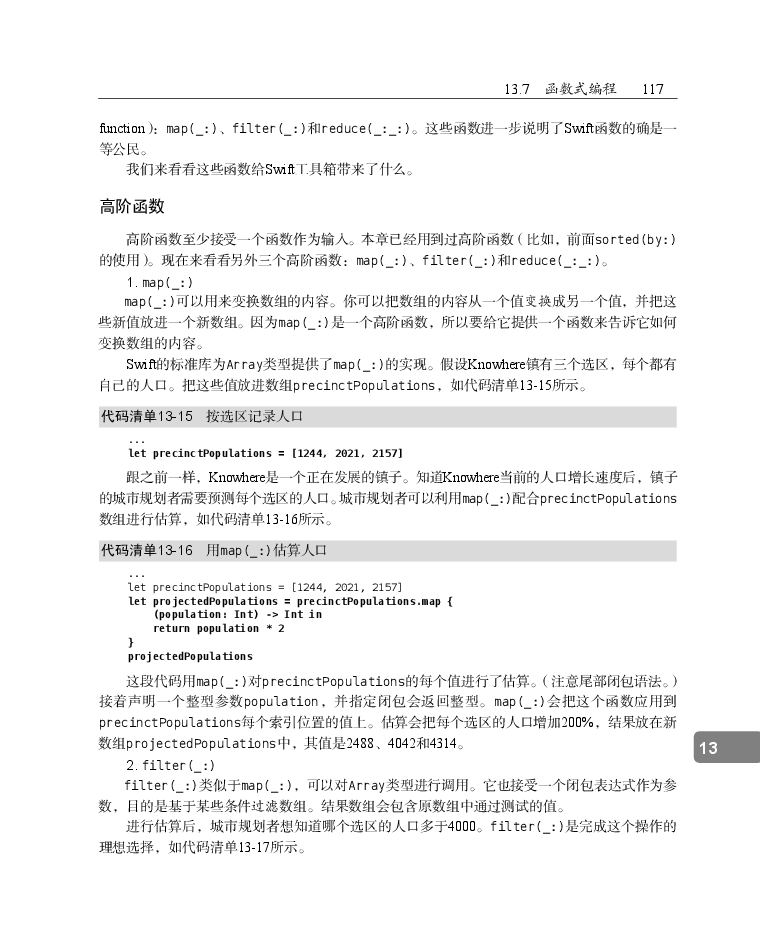 13.7 函数式编程 117
function）：map(_:)、filter(_:)和reduce(_:_:)。这些函数进一步说明了Swift函数的确是一
等公民。
我们来看看这些函数给Swift工具箱带来了什么。
高阶函数
高阶函数至少接受一个函数作为输入。本章已经用到过高阶函数（比如，前面sorted(by:)
的使用）。现在来看看另外三个高阶函数：map(_:)、filter(_:)和reduce(_:_:)。
1. map(_:)
map(_:)可以用来变换数组的内容。你可以把数组的内容从一个值变换成另一个值，并把这
些新值放进一个新数组。因为map(_:)是一个高阶函数，所以要给它提供一个函数来告诉它如何
变换数组的内容。
Swift的标准库为Array类型提供了map(_:)的实现。假设Knowhere镇有三个选区，每个都有
自己的人口。把这些值放进数组precinctPopulations，如代码清单13-15所示。
代码清单13-15 按选区记录人口
...
let precinctPopulations = [1244, 2021, 2157]
跟之前一样，Knowhere是一个正在发展的镇子。知道Knowhere当前的人口增长速度后，镇子
的城市规划者需要预测每个选区的人口。城市规划者可以利用map(_:)配合precinctPopulations
数组进行估算，如代码清单13-16所示。
代码清单13-16 用map(_:)估算人口
...
let precinctPopulations = [1244, 2021, 2157]
let projectedPopulations = precinctPopulations.map {
(population: Int) -> Int in
return population * 2
}
projectedPopulations
这段代码用map(_:)对precinctPopulations的每个值进行了估算。（注意尾部闭包语法。）
接着声明一个整型参数population，并指定闭包会返回整型。map(_:)会把这个函数应用到
precinctPopulations每个索引位置的值上。估算会把每个选区的人口增加200%，结果放在新
数组projectedPopulations中，其值是2488、4042和4314。
13
2. filter(_:)
filter(_:)类似于map(_:)，可以对Array类型进行调用。它也接受一个闭包表达式作为参
数，目的是基于某些条件过滤数组。结果数组会包含原数组中通过测试的值。
进行估算后，城市规划者想知道哪个选区的人口多于4000。filter(_:)是完成这个操作的
理想选择，如代码清单13-17所示。